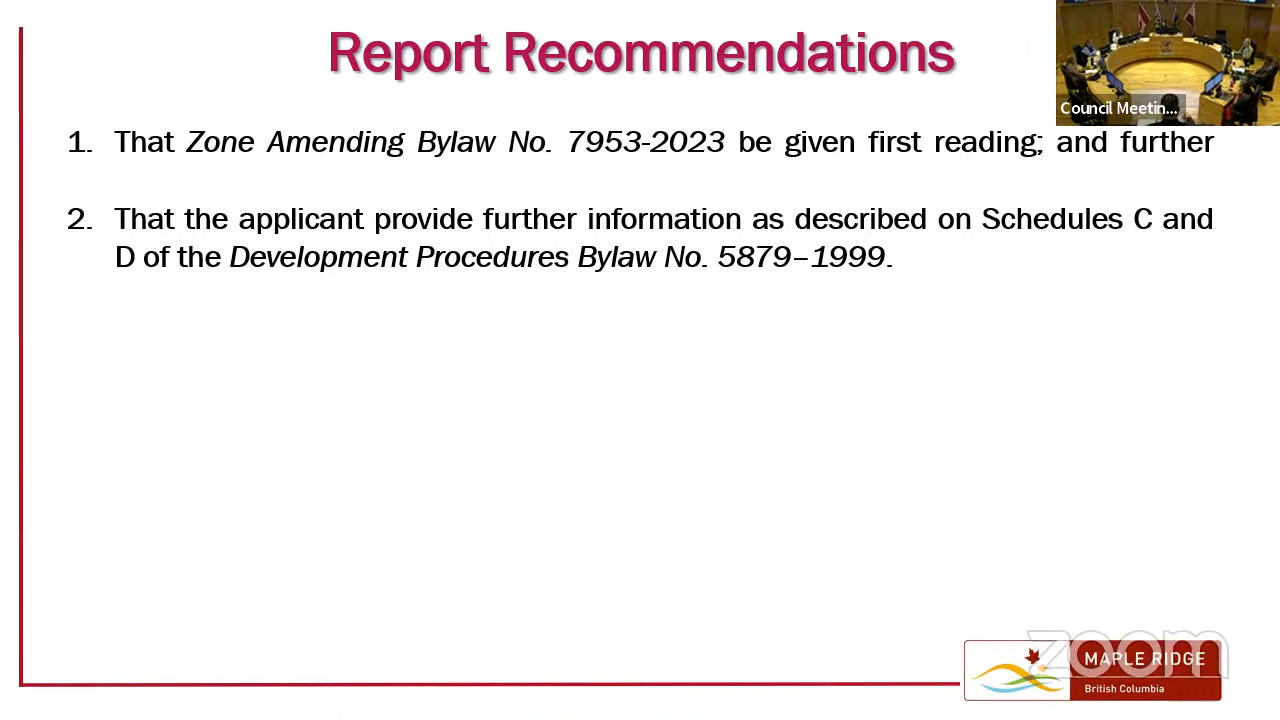 Report Recommendations
Council Meetin...
1. That Zone Amending Bylaw No. 7953-2023 be given first reading; and further
2. That the applicant provide further information as described on Schedules C and
D of the Development Procedures Bylaw No. 5879–1999.
zoom
MAPLE RIDGE
British Columbia